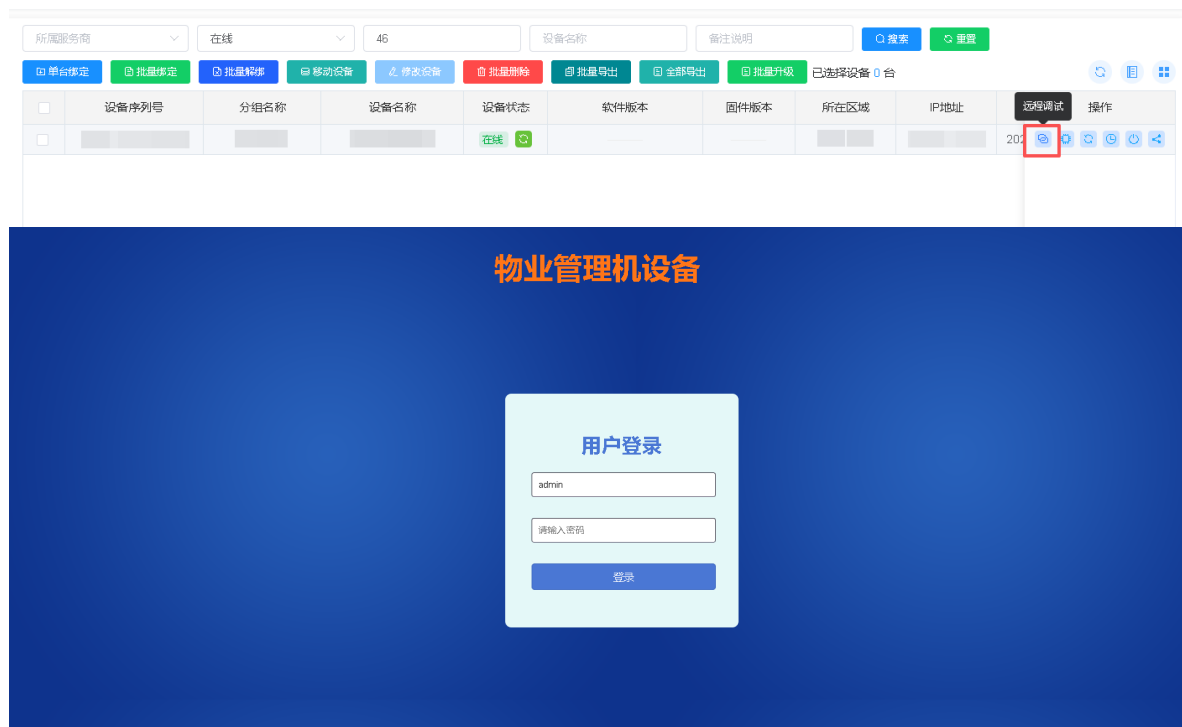 所属服务商 在线 46 设备名称 备注说明 搜索 重置
单台绑定 批量绑定 批量解绑 移动设备 修改设备 批量删除 批量导出 全部导出 批量升级 已选择设备 0 台
设备序列号 分组名称 设备名称 设备状态 软件版本 固件版本 所在区域 IP地址 远程调试 操作
在线 202
物业管理机设备
用户登录
admin
请输入密码
登录